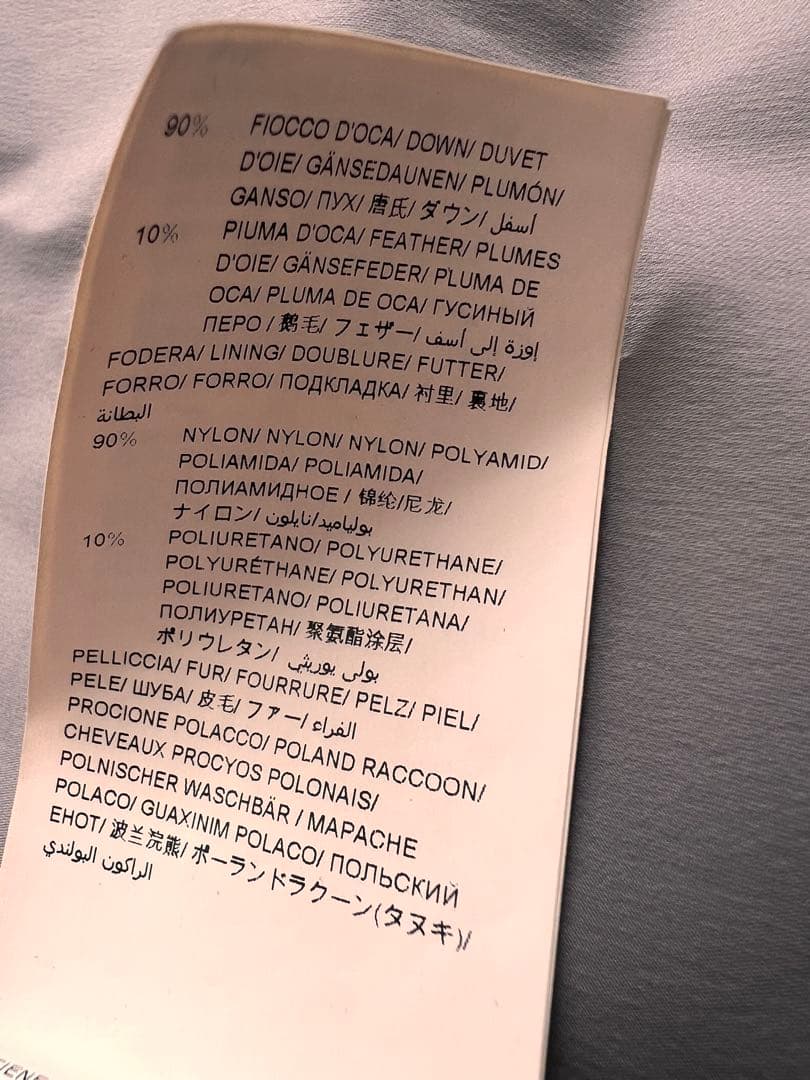 90% FIOCCO D'OCA/ DOWN/ DUVET
D'OIE/ GÄNSEDAUNEN/ PLUMÓN/
GANSO/ ПУХ/ 唐氏/ ダウン/ أسفل
10% PIUMA D'OCA/ FEATHER/ PLUMES
D'OIE/ GÄNSEFEDER/ PLUMA DE
OCA/ PLUMA DE OCA/ ГУСИНЫЙ
ПЕРО / 鹅毛/ フェザー/ إوزة إلى أسف
FODERA/ LINING/ DOUBLURE/ FUTTER/
FORRO/ FORRO/ ПОДКЛАДКА/ 衬里/ 裏地/
البطانة
90% NYLON/ NYLON/ NYLON/ POLYAMID/
POLIAMIDA/ POLIAMIDA/
ПОЛИАМИДНОЕ / 锦纶/尼龙/
ナイロン/ بولياميد/نايلون
10% POLIURETANO/ POLYURETHANE/
POLYURÉTHANE/ POLYURETHAN/
POLIURETANO/ POLIURETANA/
ПОЛИУРЕТАН/ 聚氨酯涂层/
ポリウレタン/ بولي يوريثي
PELLICCIA/ FUR/ FOURRURE/ PELZ/ PIEL/
PELE/ ШУБА/ 皮毛/ ファー/ الفراء
PROCIONE POLACCO/ POLAND RACCOON/
CHEVEAUX PROCYOS POLONAIS/
POLNISCHER WASCHBÄR / MAPACHE
POLACO/ GUAXINIM POLACO/ ПОЛЬСКИЙ
ЕНОТ/ 波兰浣熊/ ポーランドラクーン(タヌキ)/
الراكون البولندي